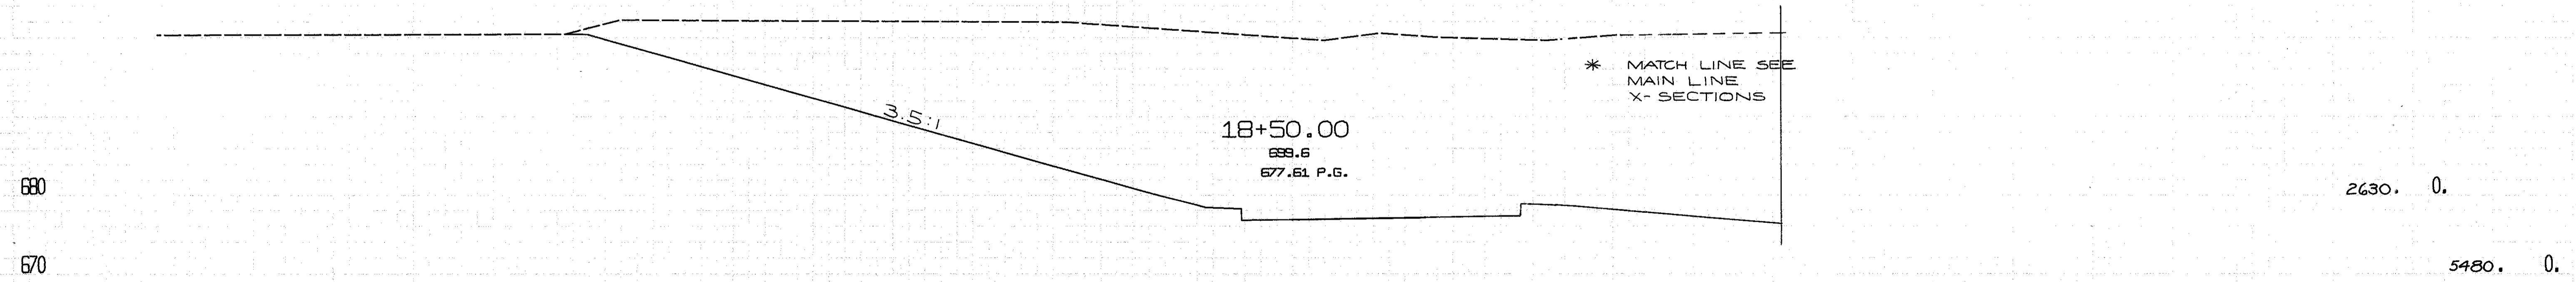 * MATCH LINE SEE
MAIN LINE
X- SECTIONS
3.5:1
18+50.00
699.6
677.61 P.G.
680
2630. 0.
670
5480. 0.